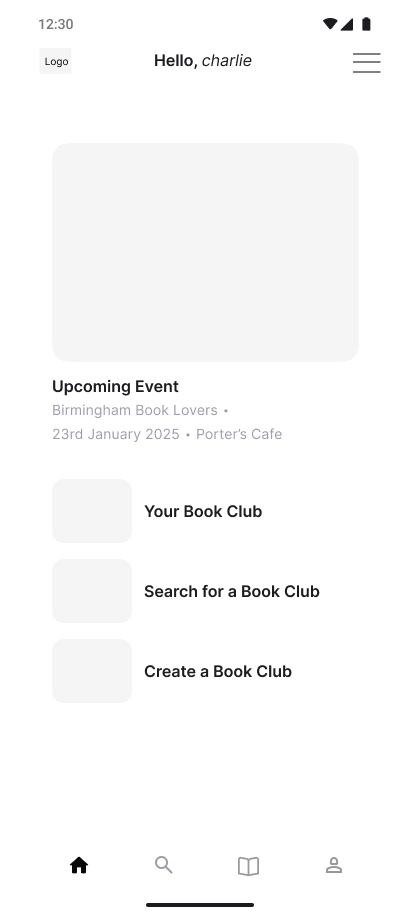 12:30
Logo
Hello, charlie
Upcoming Event
Birmingham Book Lovers •
23rd January 2025 • Porter’s Cafe
Your Book Club
Search for a Book Club
Create a Book Club